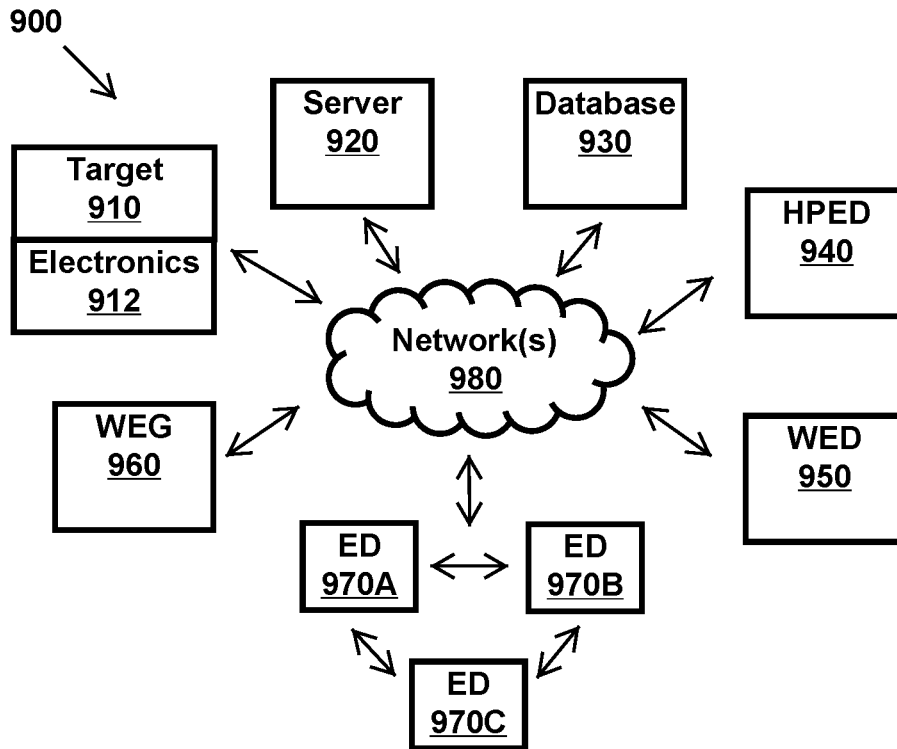 900
Server
920
Database
930
Target
910
Electronics
912
HPED
940
Network(s)
980
WEG
960
WED
950
ED
970A
ED
970B
ED
970C